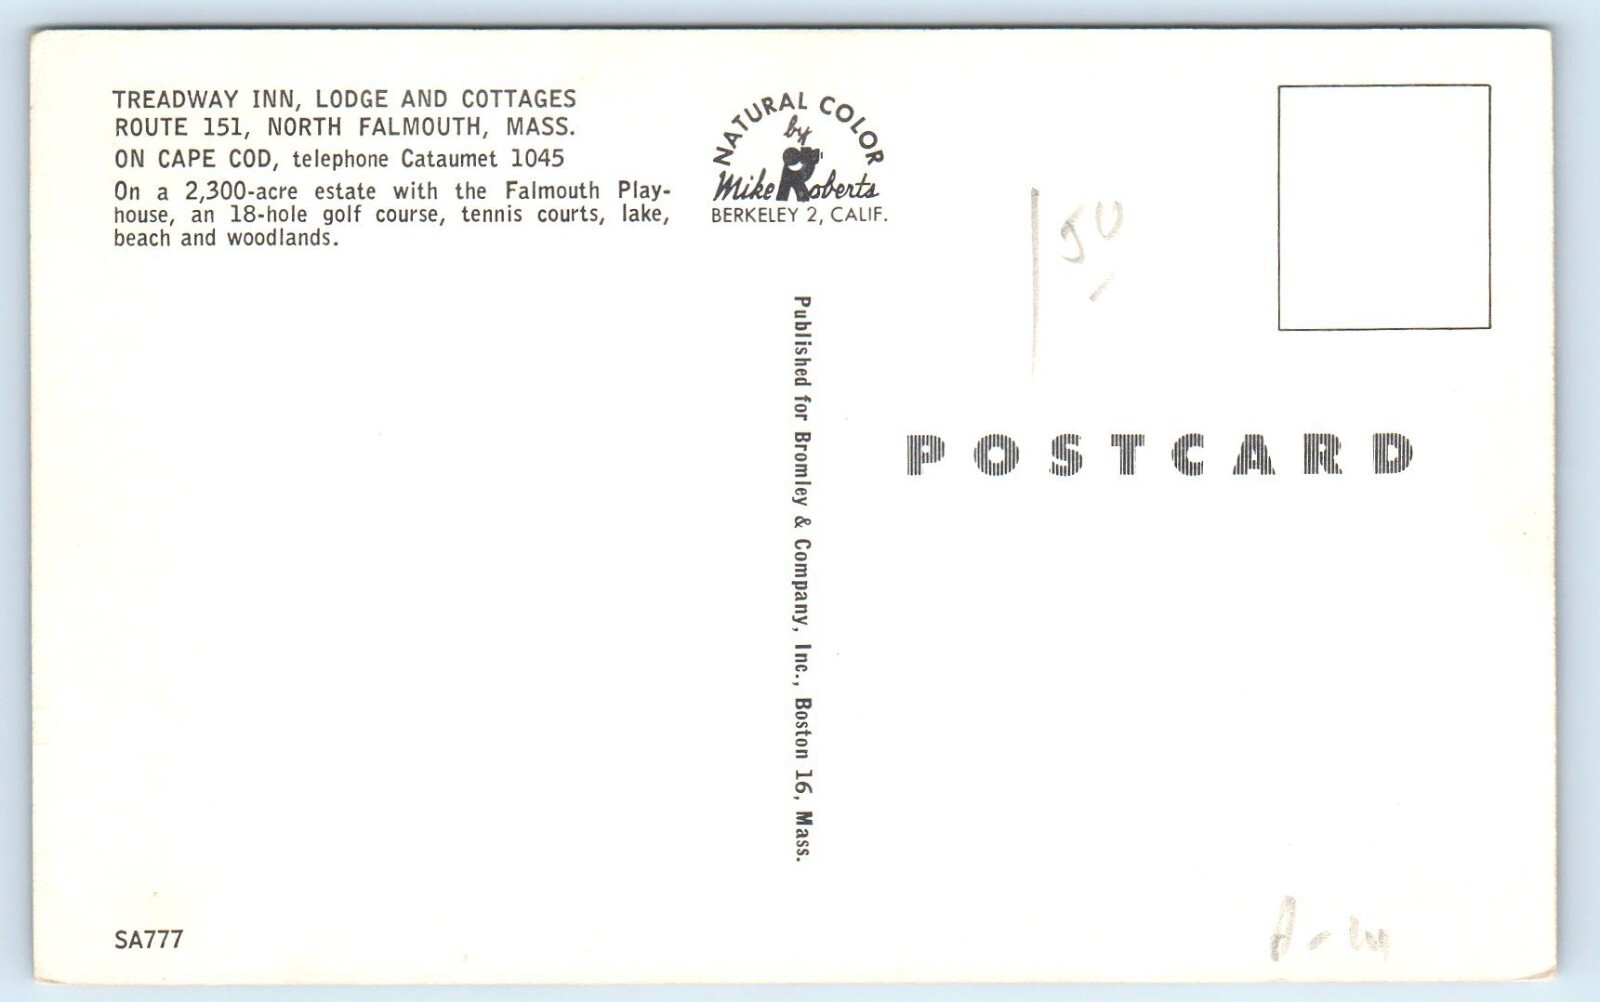 TREADWAY INN, LODGE AND COTTAGES
ROUTE 151, NORTH FALMOUTH, MASS.
ON CAPE COD, telephone Cataumet 1045
On a 2,300-acre estate with the Falmouth Play-
house, an 18-hole golf course, tennis courts, lake,
beach and woodlands.
NATURAL COLOR
by
Mike Roberts
BERKELEY 2, CALIF.
50
Published for Bromley & Company, Inc., Boston 16, Mass.
POSTCARD
SA777